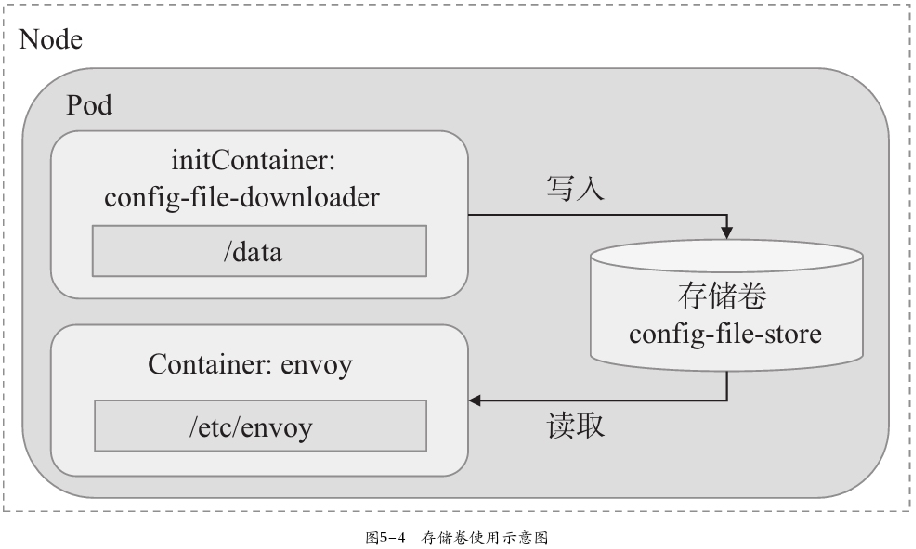 Node
Pod
initContainer:
config-file-downloader
/data
写入
存储卷
config-file-store
Container: envoy
/etc/envoy
读取
图5-4 存储卷使用示意图